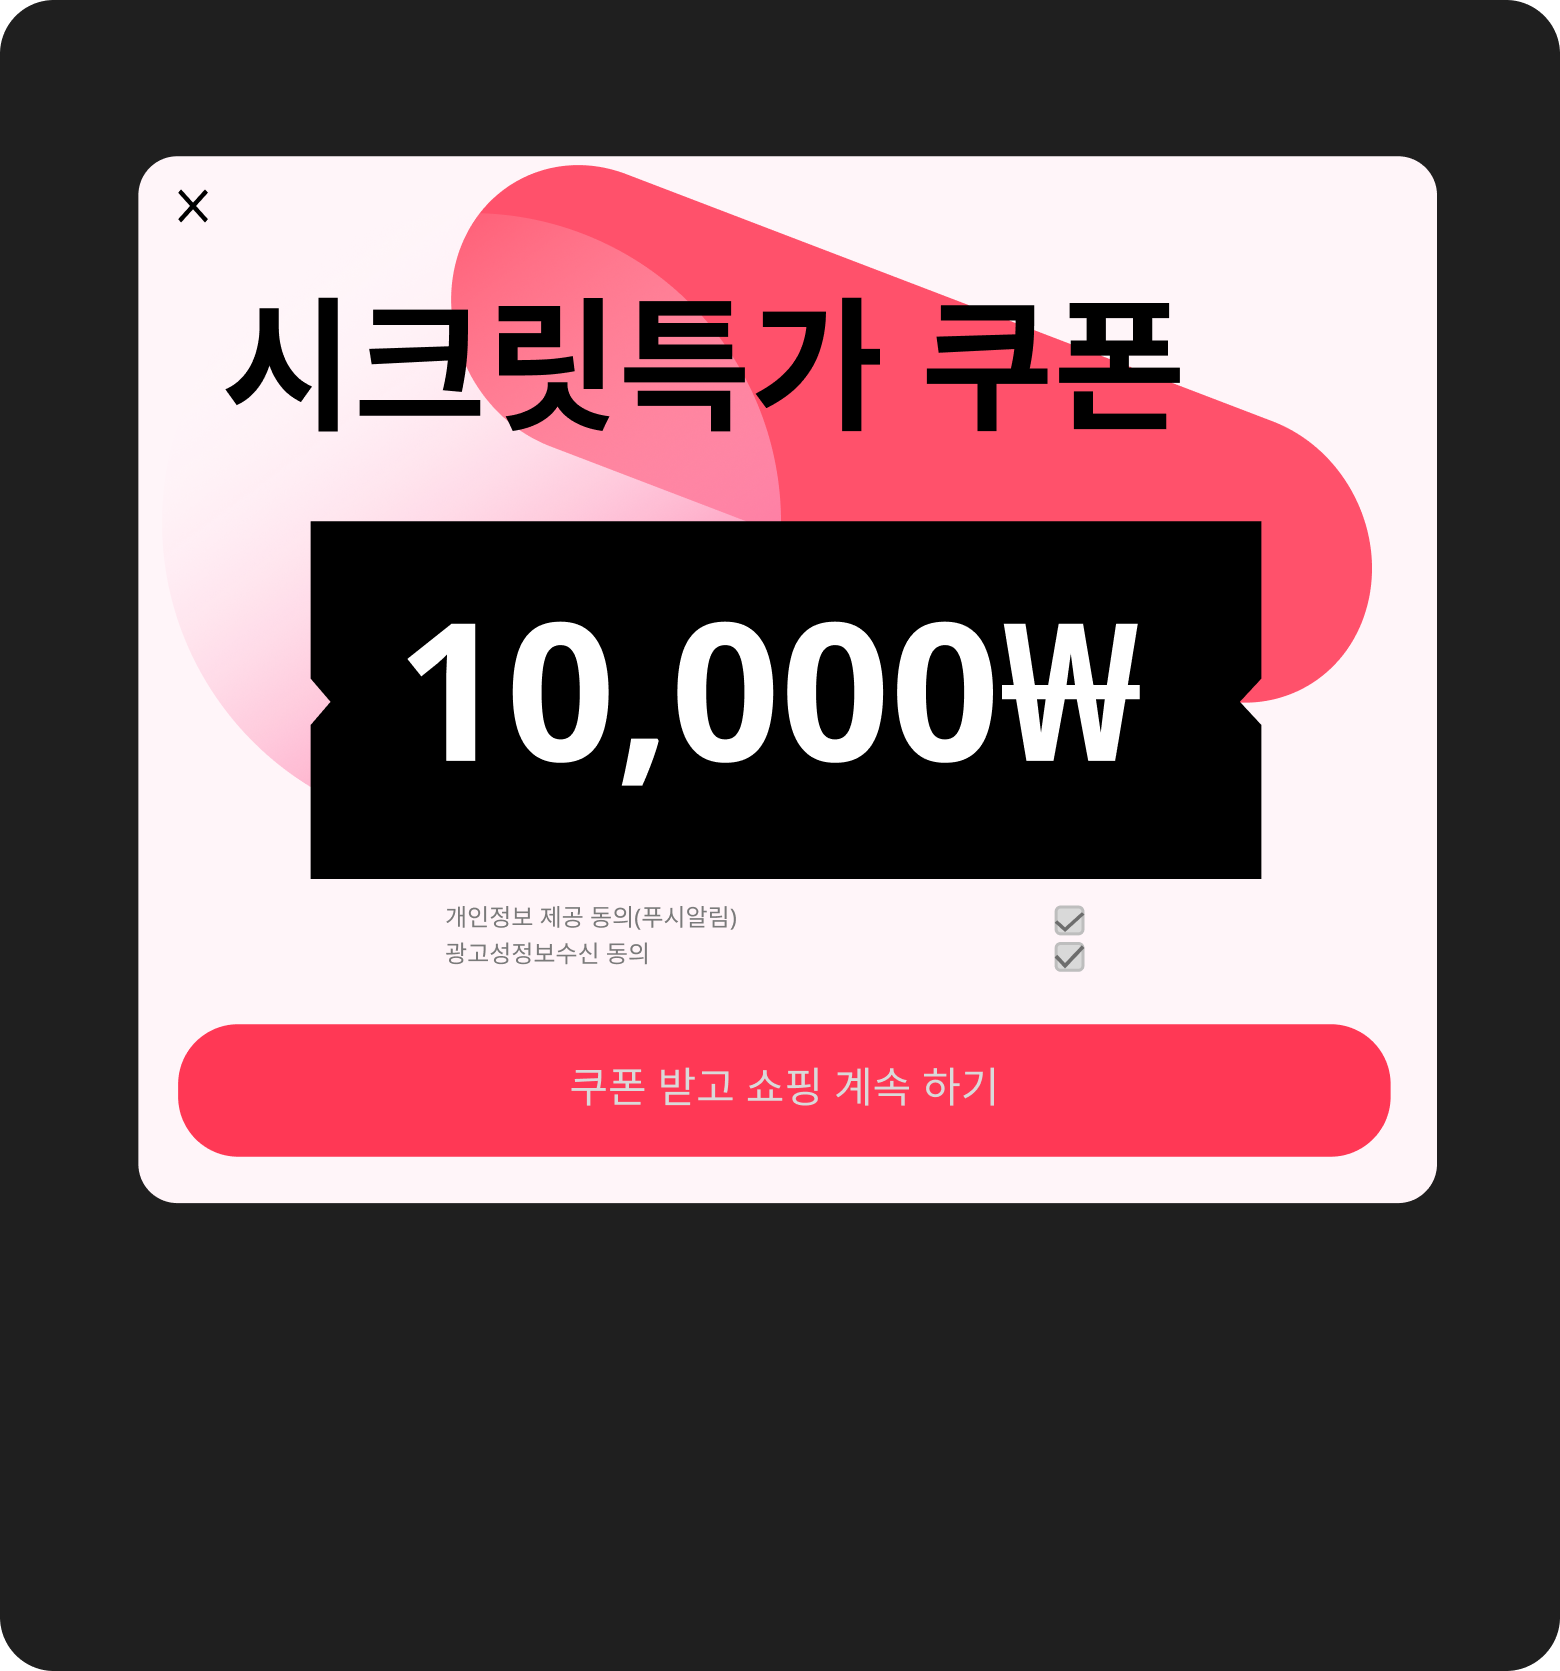 시크릿특가 쿠폰
10,000₩
개인정보 제공 동의(푸시알림)
광고성정보수신 동의
쿠폰 받고 쇼핑 계속 하기